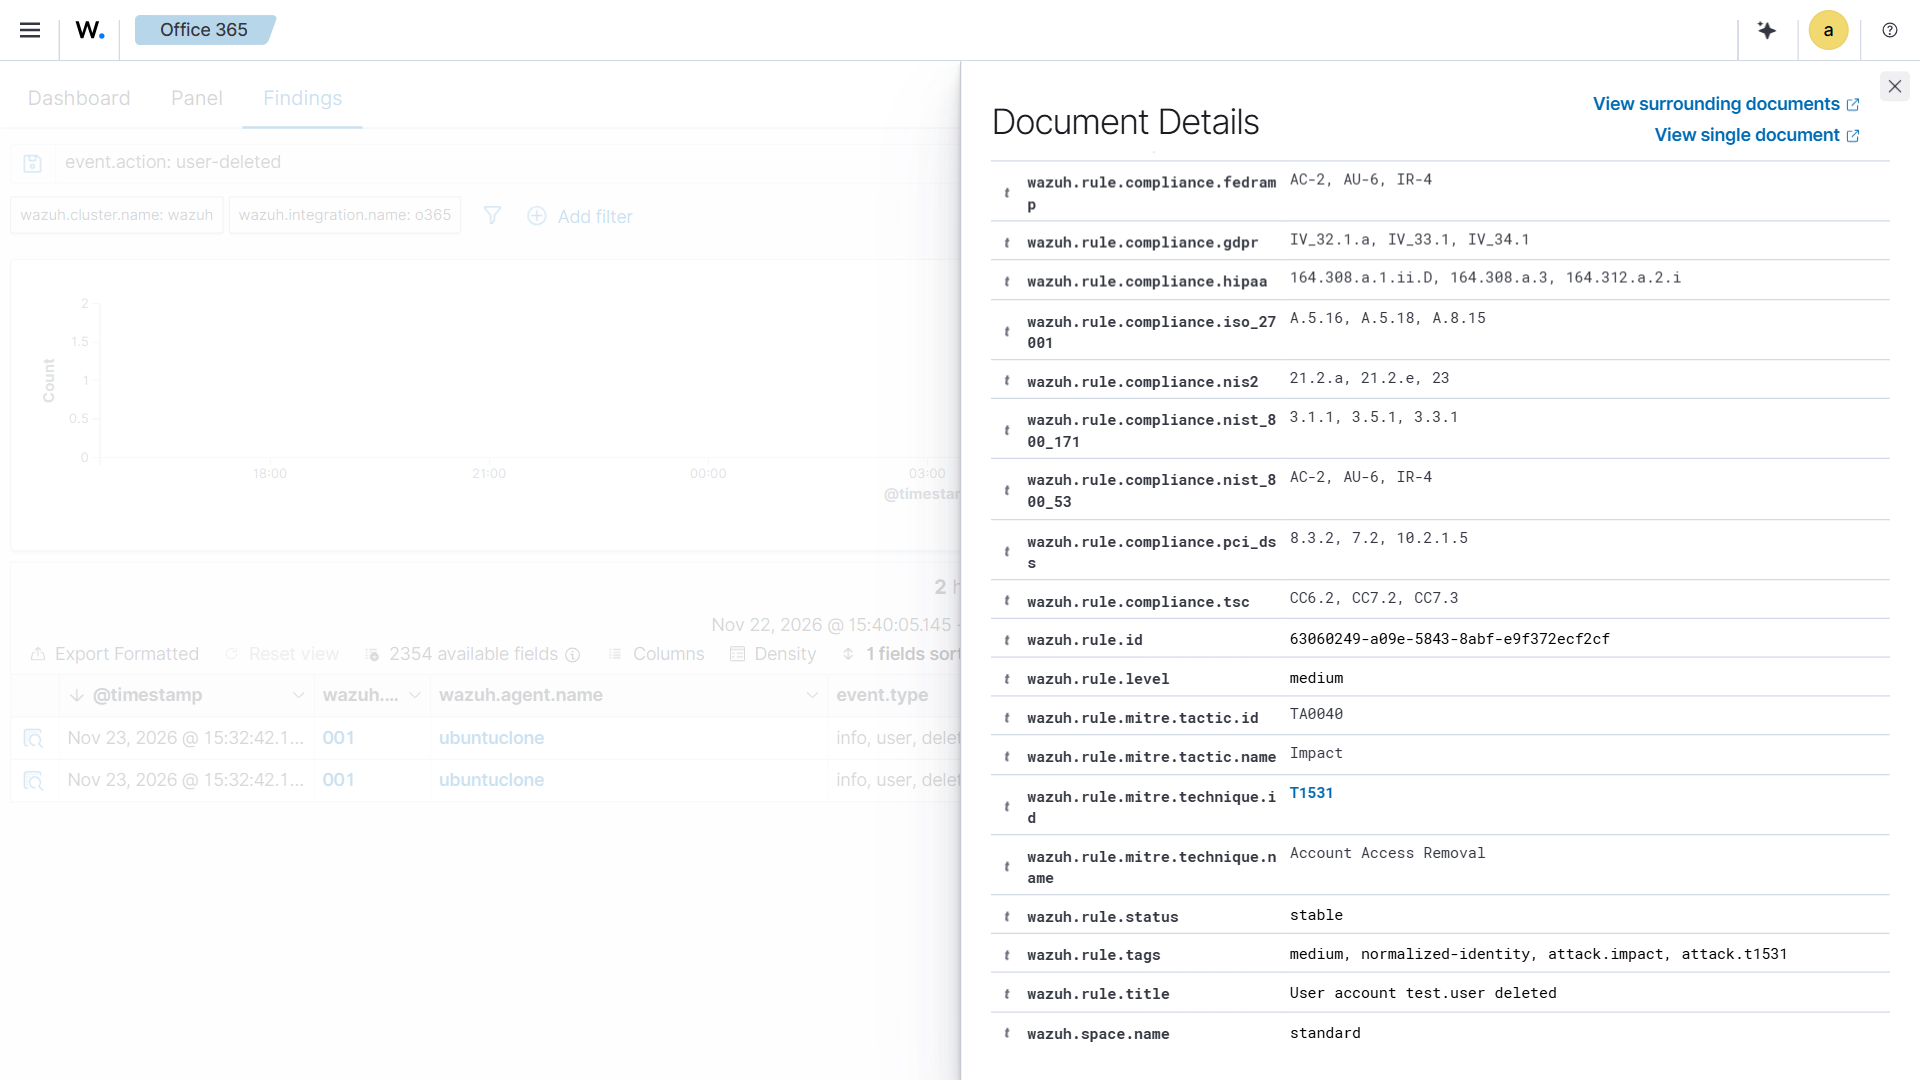 W.
Office 365
a
Dashboard
Panel
Findings
event.action: user-deleted
wazuh.cluster.name: wazuh
wazuh.integration.name: o365
Add filter
Count
2
1.5
1
0.5
0
18:00
21:00
00:00
03:00
@timestam
2 h
Nov 22, 2026 @ 15:40:05.145 -
Export Formatted
Reset view
2354 available fields
Columns
Density
1 fields sort
@timestamp
wazuh....
wazuh.agent.name
event.type
Nov 23, 2026 @ 15:32:42.1...
001
ubuntuclone
info, user, delet
Nov 23, 2026 @ 15:32:42.1...
001
ubuntuclone
info, user, delet
Document Details
View surrounding documents
View single document
t wazuh.rule.compliance.fedram
p
AC-2, AU-6, IR-4
t wazuh.rule.compliance.gdpr
IV_32.1.a, IV_33.1, IV_34.1
t wazuh.rule.compliance.hipaa
164.308.a.1.ii.D, 164.308.a.3, 164.312.a.2.i
t wazuh.rule.compliance.iso_27
001
A.5.16, A.5.18, A.8.15
t wazuh.rule.compliance.nis2
21.2.a, 21.2.e, 23
t wazuh.rule.compliance.nist_8
00_171
3.1.1, 3.5.1, 3.3.1
t wazuh.rule.compliance.nist_8
00_53
AC-2, AU-6, IR-4
t wazuh.rule.compliance.pci_ds
s
8.3.2, 7.2, 10.2.1.5
t wazuh.rule.compliance.tsc
CC6.2, CC7.2, CC7.3
t wazuh.rule.id
63060249-a09e-5843-8abf-e9f372ecf2cf
t wazuh.rule.level
medium
t wazuh.rule.mitre.tactic.id
TA0040
t wazuh.rule.mitre.tactic.name
Impact
t wazuh.rule.mitre.technique.i
d
T1531
t wazuh.rule.mitre.technique.n
ame
Account Access Removal
t wazuh.rule.status
stable
t wazuh.rule.tags
medium, normalized-identity, attack.impact, attack.t1531
t wazuh.rule.title
User account test.user deleted
t wazuh.space.name
standard